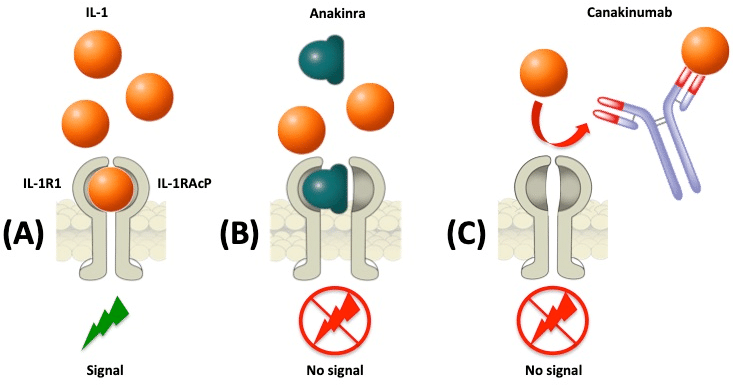 IL-1
Anakinra
Canakinumab
IL-1R1
IL-1RAcP
(A)
(B)
(C)
Signal
No signal
No signal